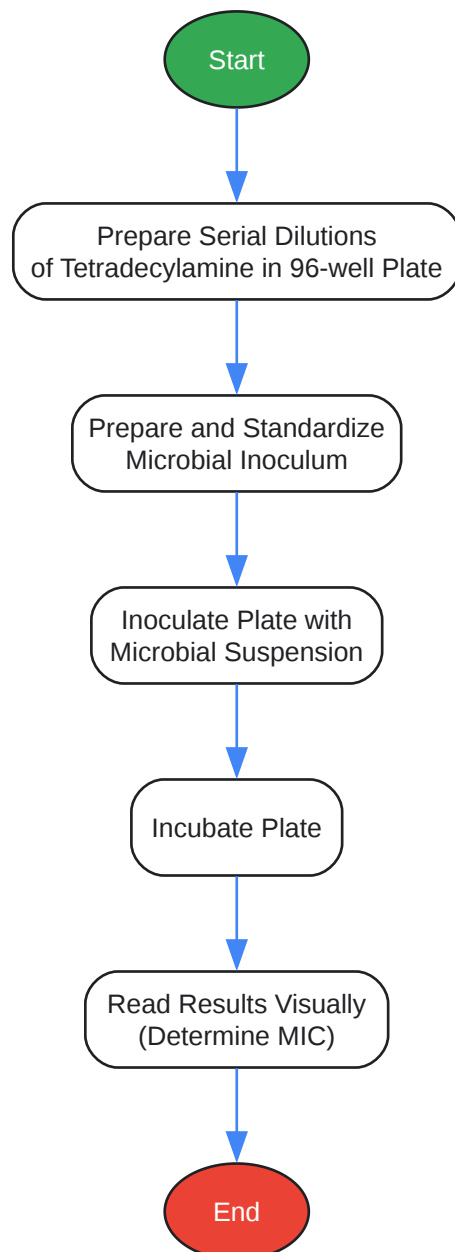 Start
Prepare Serial Dilutions
of Tetradecylamine in 96-well Plate
Prepare and Standardize
Microbial Inoculum
Inoculate Plate with
Microbial Suspension
Incubate Plate
Read Results Visually
(Determine MIC)
End